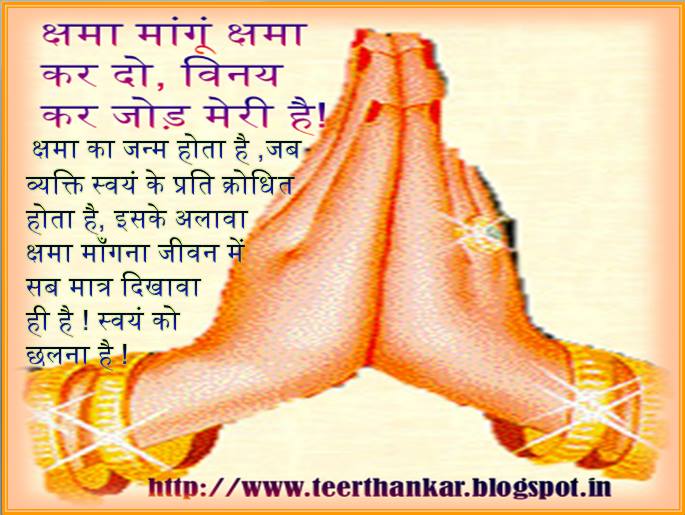 क्षमा मांगूं क्षमा
कर दो, विनय
कर जोड़ मेरी है!
क्षमा का जन्म होता है ,जब
व्यक्ति स्वयं के प्रति क्रोधित
होता है, इसके अलावा
क्षमा माँगना जीवन में
सब मात्र दिखावा
ही है ! स्वयं को
छलना है !
http://www.teerthankar.blogspot.in